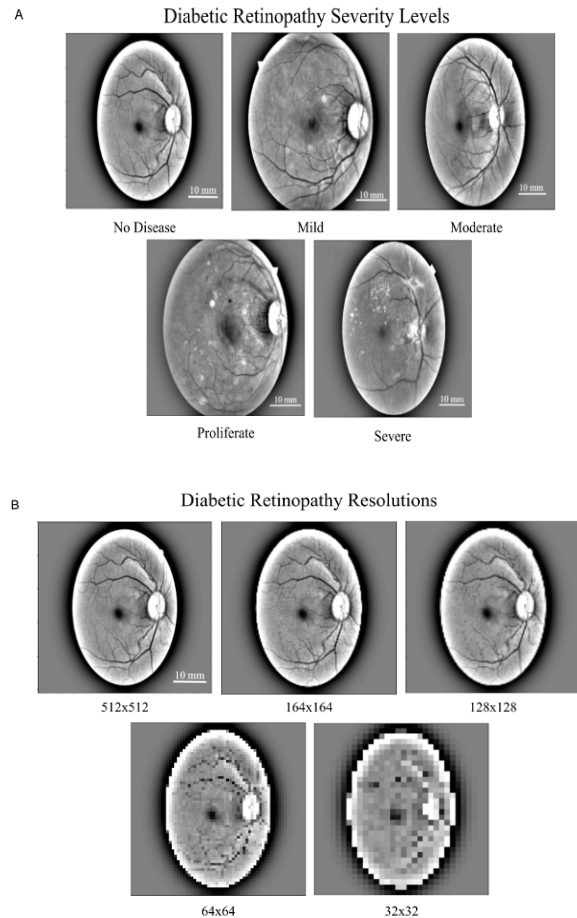 A
Diabetic Retinopathy Severity Levels
10 mm
10 mm
10 mm
No Disease
Mild
Moderate
10 mm
10 mm
Proliferate
Severe
B
Diabetic Retinopathy Resolutions
10 mm
512x512
164x164
128x128
64x64
32x32